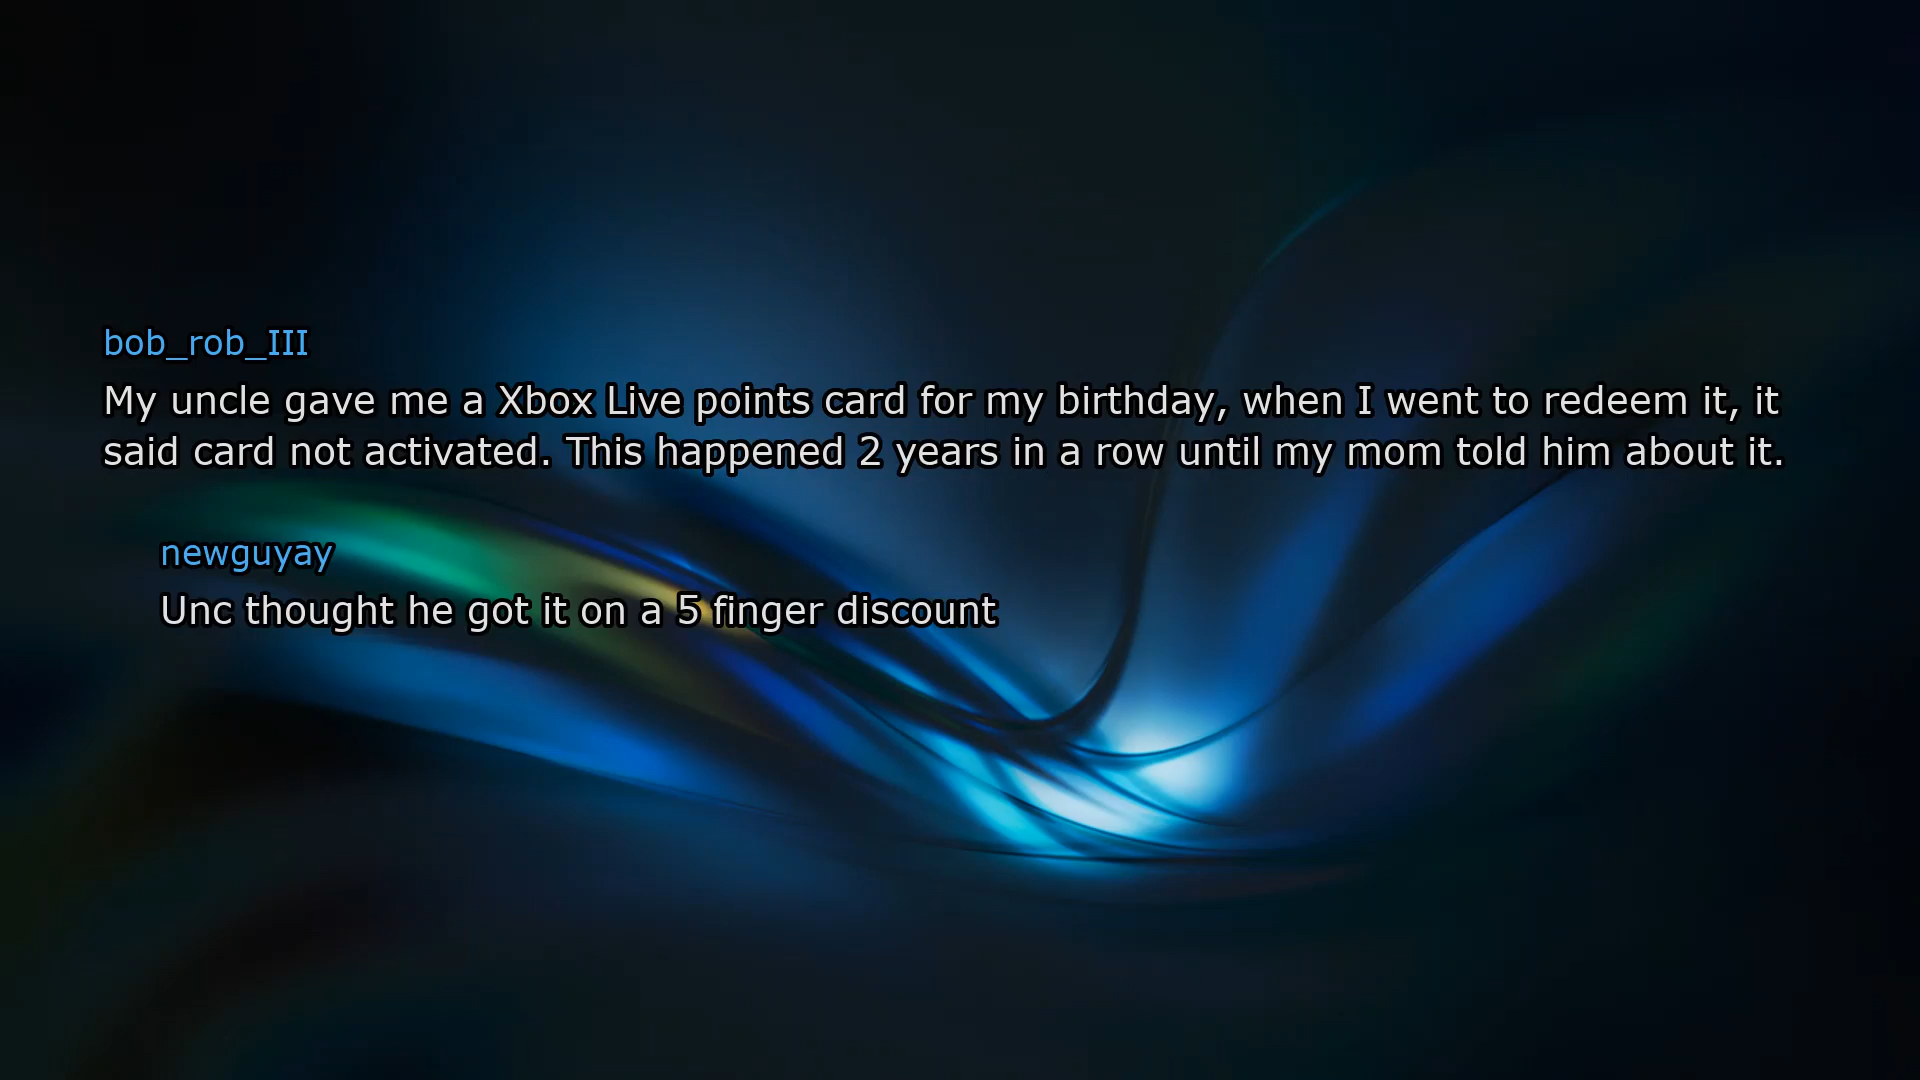 bob_rob_III
My uncle gave me a Xbox Live points card for my birthday, when I went to redeem it, it
said card not activated. This happened 2 years in a row until my mom told him about it.
newguyay
Unc thought he got it on a 5 finger discount